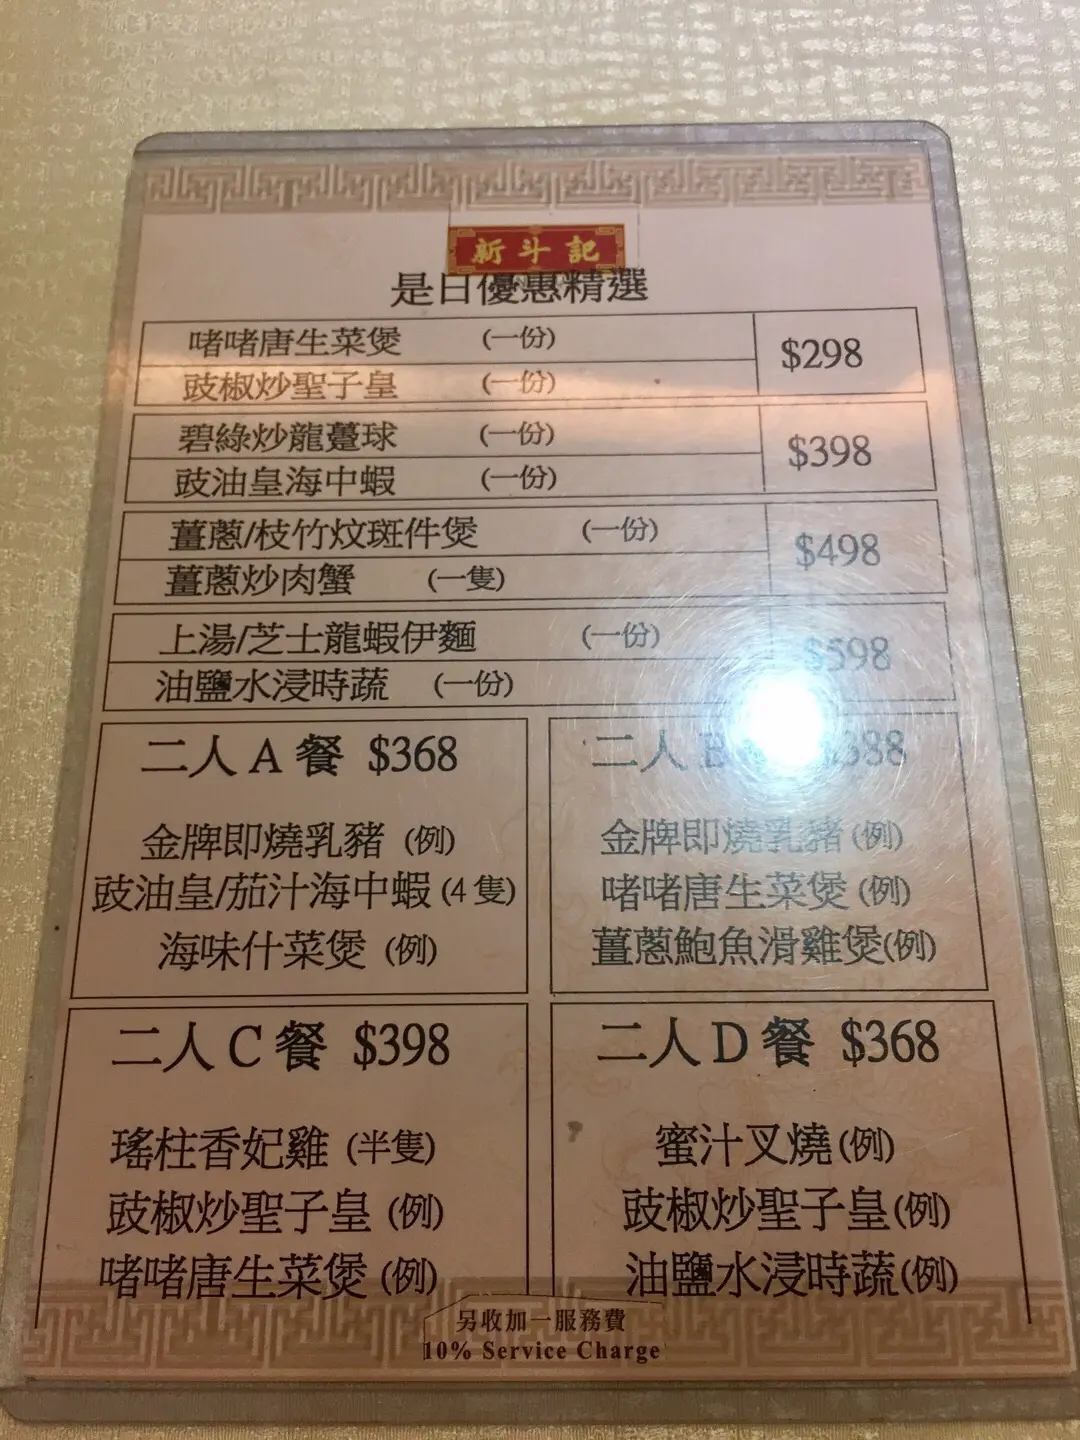 新斗記
是日優惠精選
啫啫唐生菜煲 (一份)
$298
豉椒炒聖子皇 (一份)
碧綠炒龍躉球 (一份)
$398
豉油皇海中蝦 (一份)
薑蔥/枝竹炆斑件煲 (一份)
$498
薑蔥炒肉蟹 (一隻)
上湯/芝士龍蝦伊麵 (一份)
$598
油鹽水浸時蔬 (一份)
二人 A 餐 $368
金牌即燒乳豬 (例)
豉油皇/茄汁海中蝦 (4 隻)
海味什菜煲 (例)
二人 B 388
金牌即燒乳豬 (例)
啫啫唐生菜煲 (例)
薑蔥鮑魚滑雞煲(例)
二人 C 餐 $398
瑤柱香妃雞 (半隻)
豉椒炒聖子皇 (例)
啫啫唐生菜煲 (例)
二人 D 餐 $368
蜜汁叉燒(例)
豉椒炒聖子皇(例)
油鹽水浸時蔬(例)
另收加一服務費
10% Service Charge